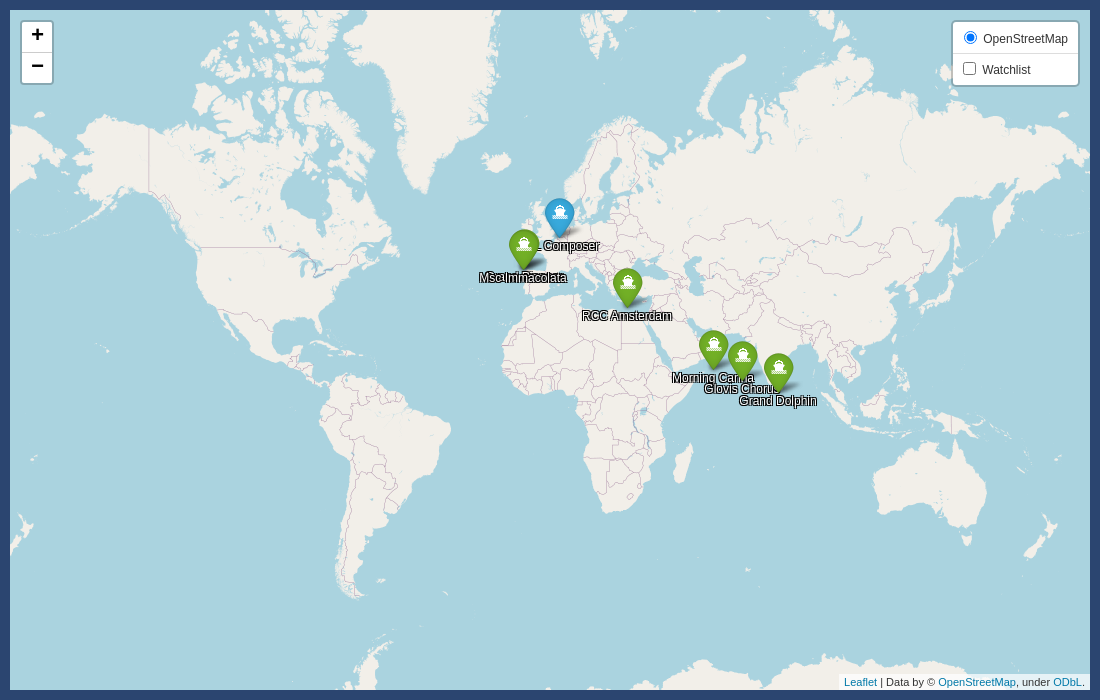 +
−
OpenStreetMap
Watchlist
Composer
Msc Immacolata
RCC Amsterdam
Morning Carina
Glovis Chorus
Grand Dolphin
Leaflet | Data by © OpenStreetMap, under ODbL.